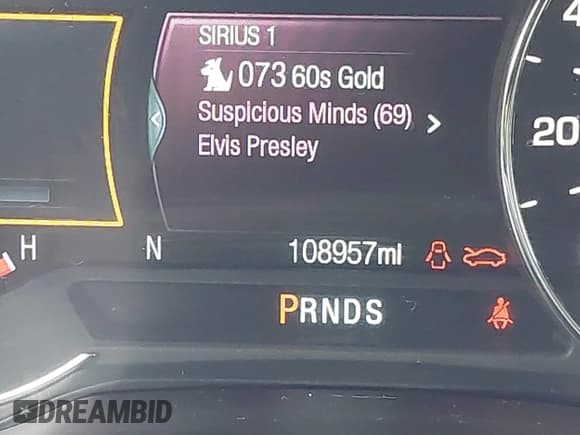 SIRIUS 1
073 60s Gold
Suspicious Minds (69)
Elvis Presley
20
H
N
108957mi
PRNDS
DREAMBID